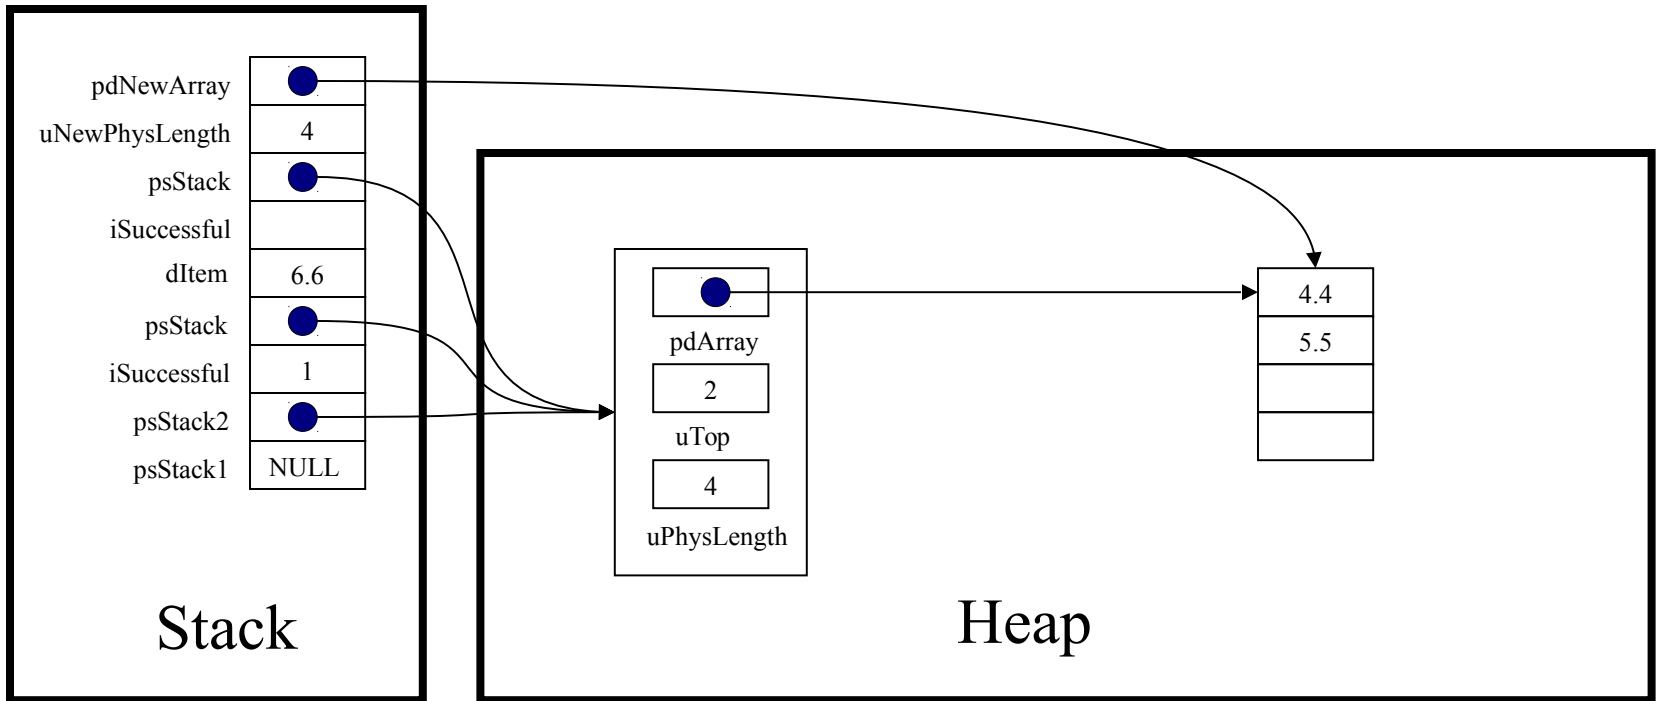 pdNewArray
uNewPhysLength 4
psStack
iSuccessful
dItem 6.6
psStack
iSuccessful 1
psStack2
psStack1 NULL
Stack
pdArray
2
uTop
4
uPhysLength
4.4
5.5
Heap